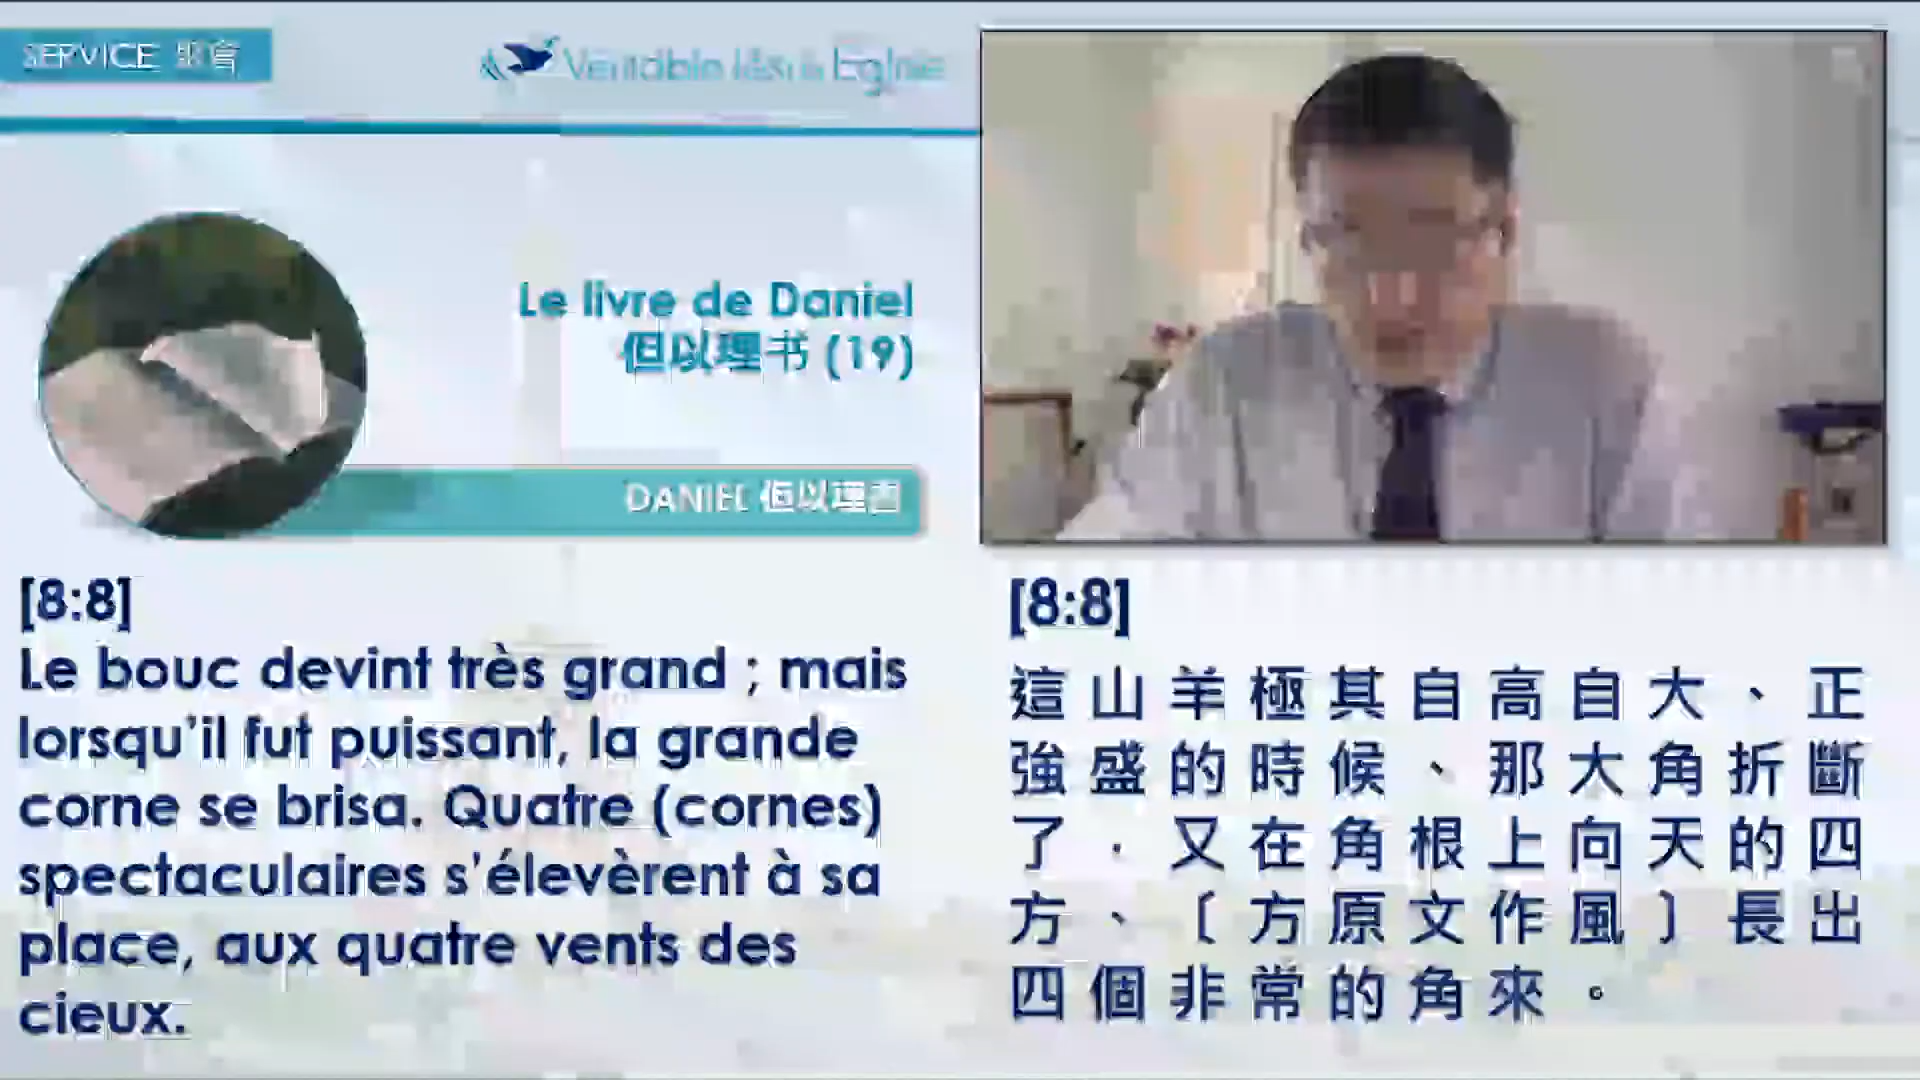 SERVICE 聚會
Le livre de Daniel
但以理书 (19)
DANIEL 但以理書
[8:8]
Le bouc devint très grand ; mais
lorsqu'il fut puissant, la grande
corne se brisa. Quatre (cornes)
spectaculaires s'élevèrent à sa
place, aux quatre vents des
cieux.
[8:8]
這山羊極其自高自大、正
強盛的時候、那大角折斷
了．又在角根上向天的四
方、〔方原文作風〕長出
四個非常的角來。